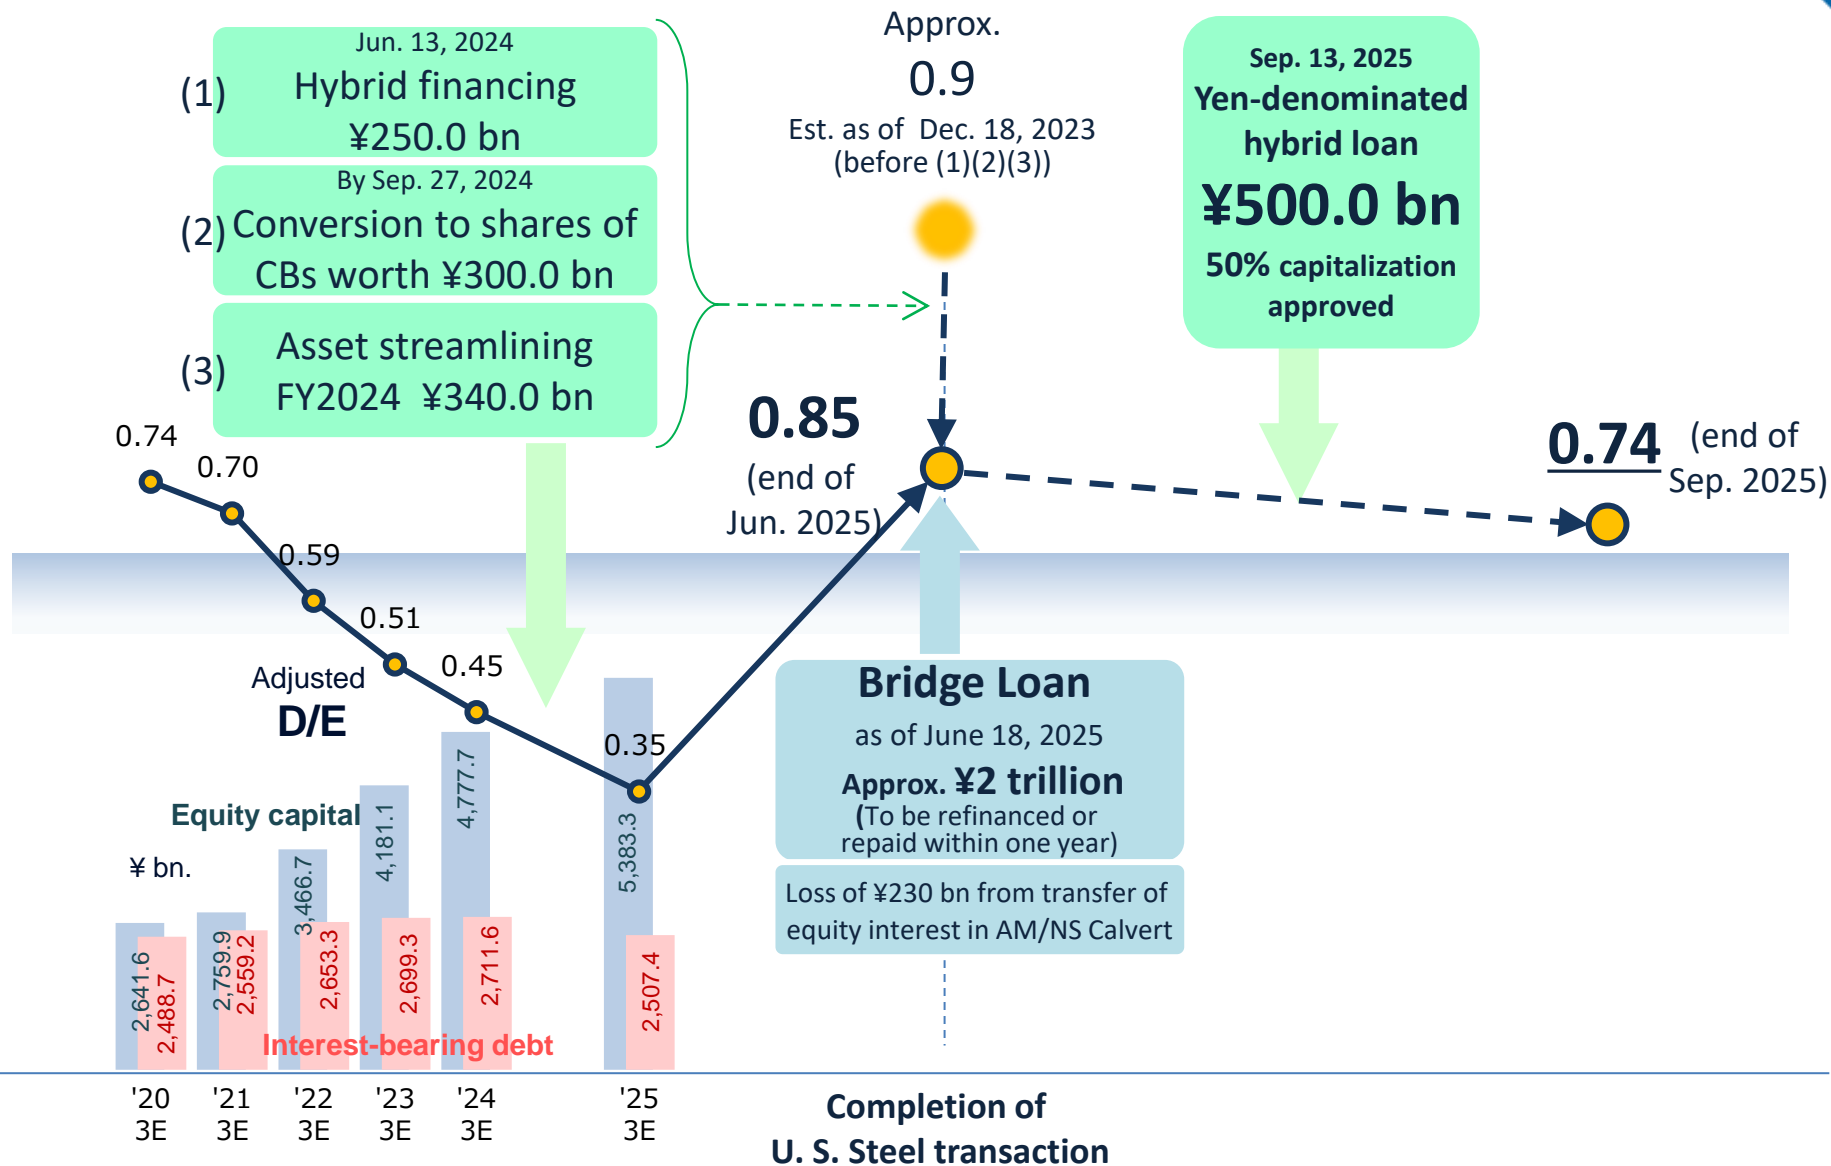 Jun. 13, 2024
(1)
Hybrid financing
¥250.0 bn
By Sep. 27, 2024
(2)
Conversion to shares of
CBs worth ¥300.0 bn
(3)
Asset streamlining
FY2024 ¥340.0 bn
Approx.
0.9
Est. as of Dec. 18, 2023
(before (1)(2)(3))
Sep. 13, 2025
Yen-denominated
hybrid loan
¥500.0 bn
50% capitalization
approved
0.85
(end of
Jun. 2025)
0.74
(end of
Sep. 2025)
0.74
0.70
0.59
0.51
0.45
0.35
Adjusted
D/E
Equity capital
¥ bn.
2,641.6
2,488.7
2,759.9
2,559.2
3,466.7
2,653.3
4,181.1
2,699.3
4,777.7
2,711.6
5,383.3
2,507.4
Interest-bearing debt
Bridge Loan
as of June 18, 2025
Approx. ¥2 trillion
(To be refinanced or
repaid within one year)
Loss of ¥230 bn from transfer of
equity interest in AM/NS Calvert
'20
3E
'21
3E
'22
3E
'23
3E
'24
3E
'25
3E
Completion of
U. S. Steel transaction